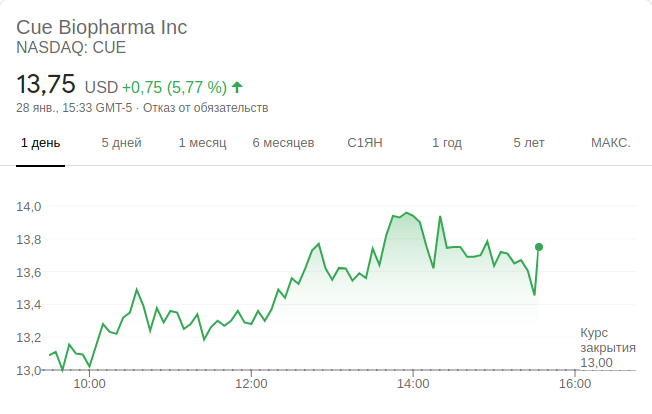 Cue Biopharma Inc
NASDAQ: CUE
13,75 USD +0,75 (5,77 %)
28 янв., 15:33 GMT-5 · Отказ от обязательств
1 день 5 дней 1 месяц 6 месяцев С1ЯН 1 год 5 лет МАКС.
14,0
13,8
13,6
13,4
13,2
13,0
Курс
закрытия
13,00
10:00 12:00 14:00 16:00